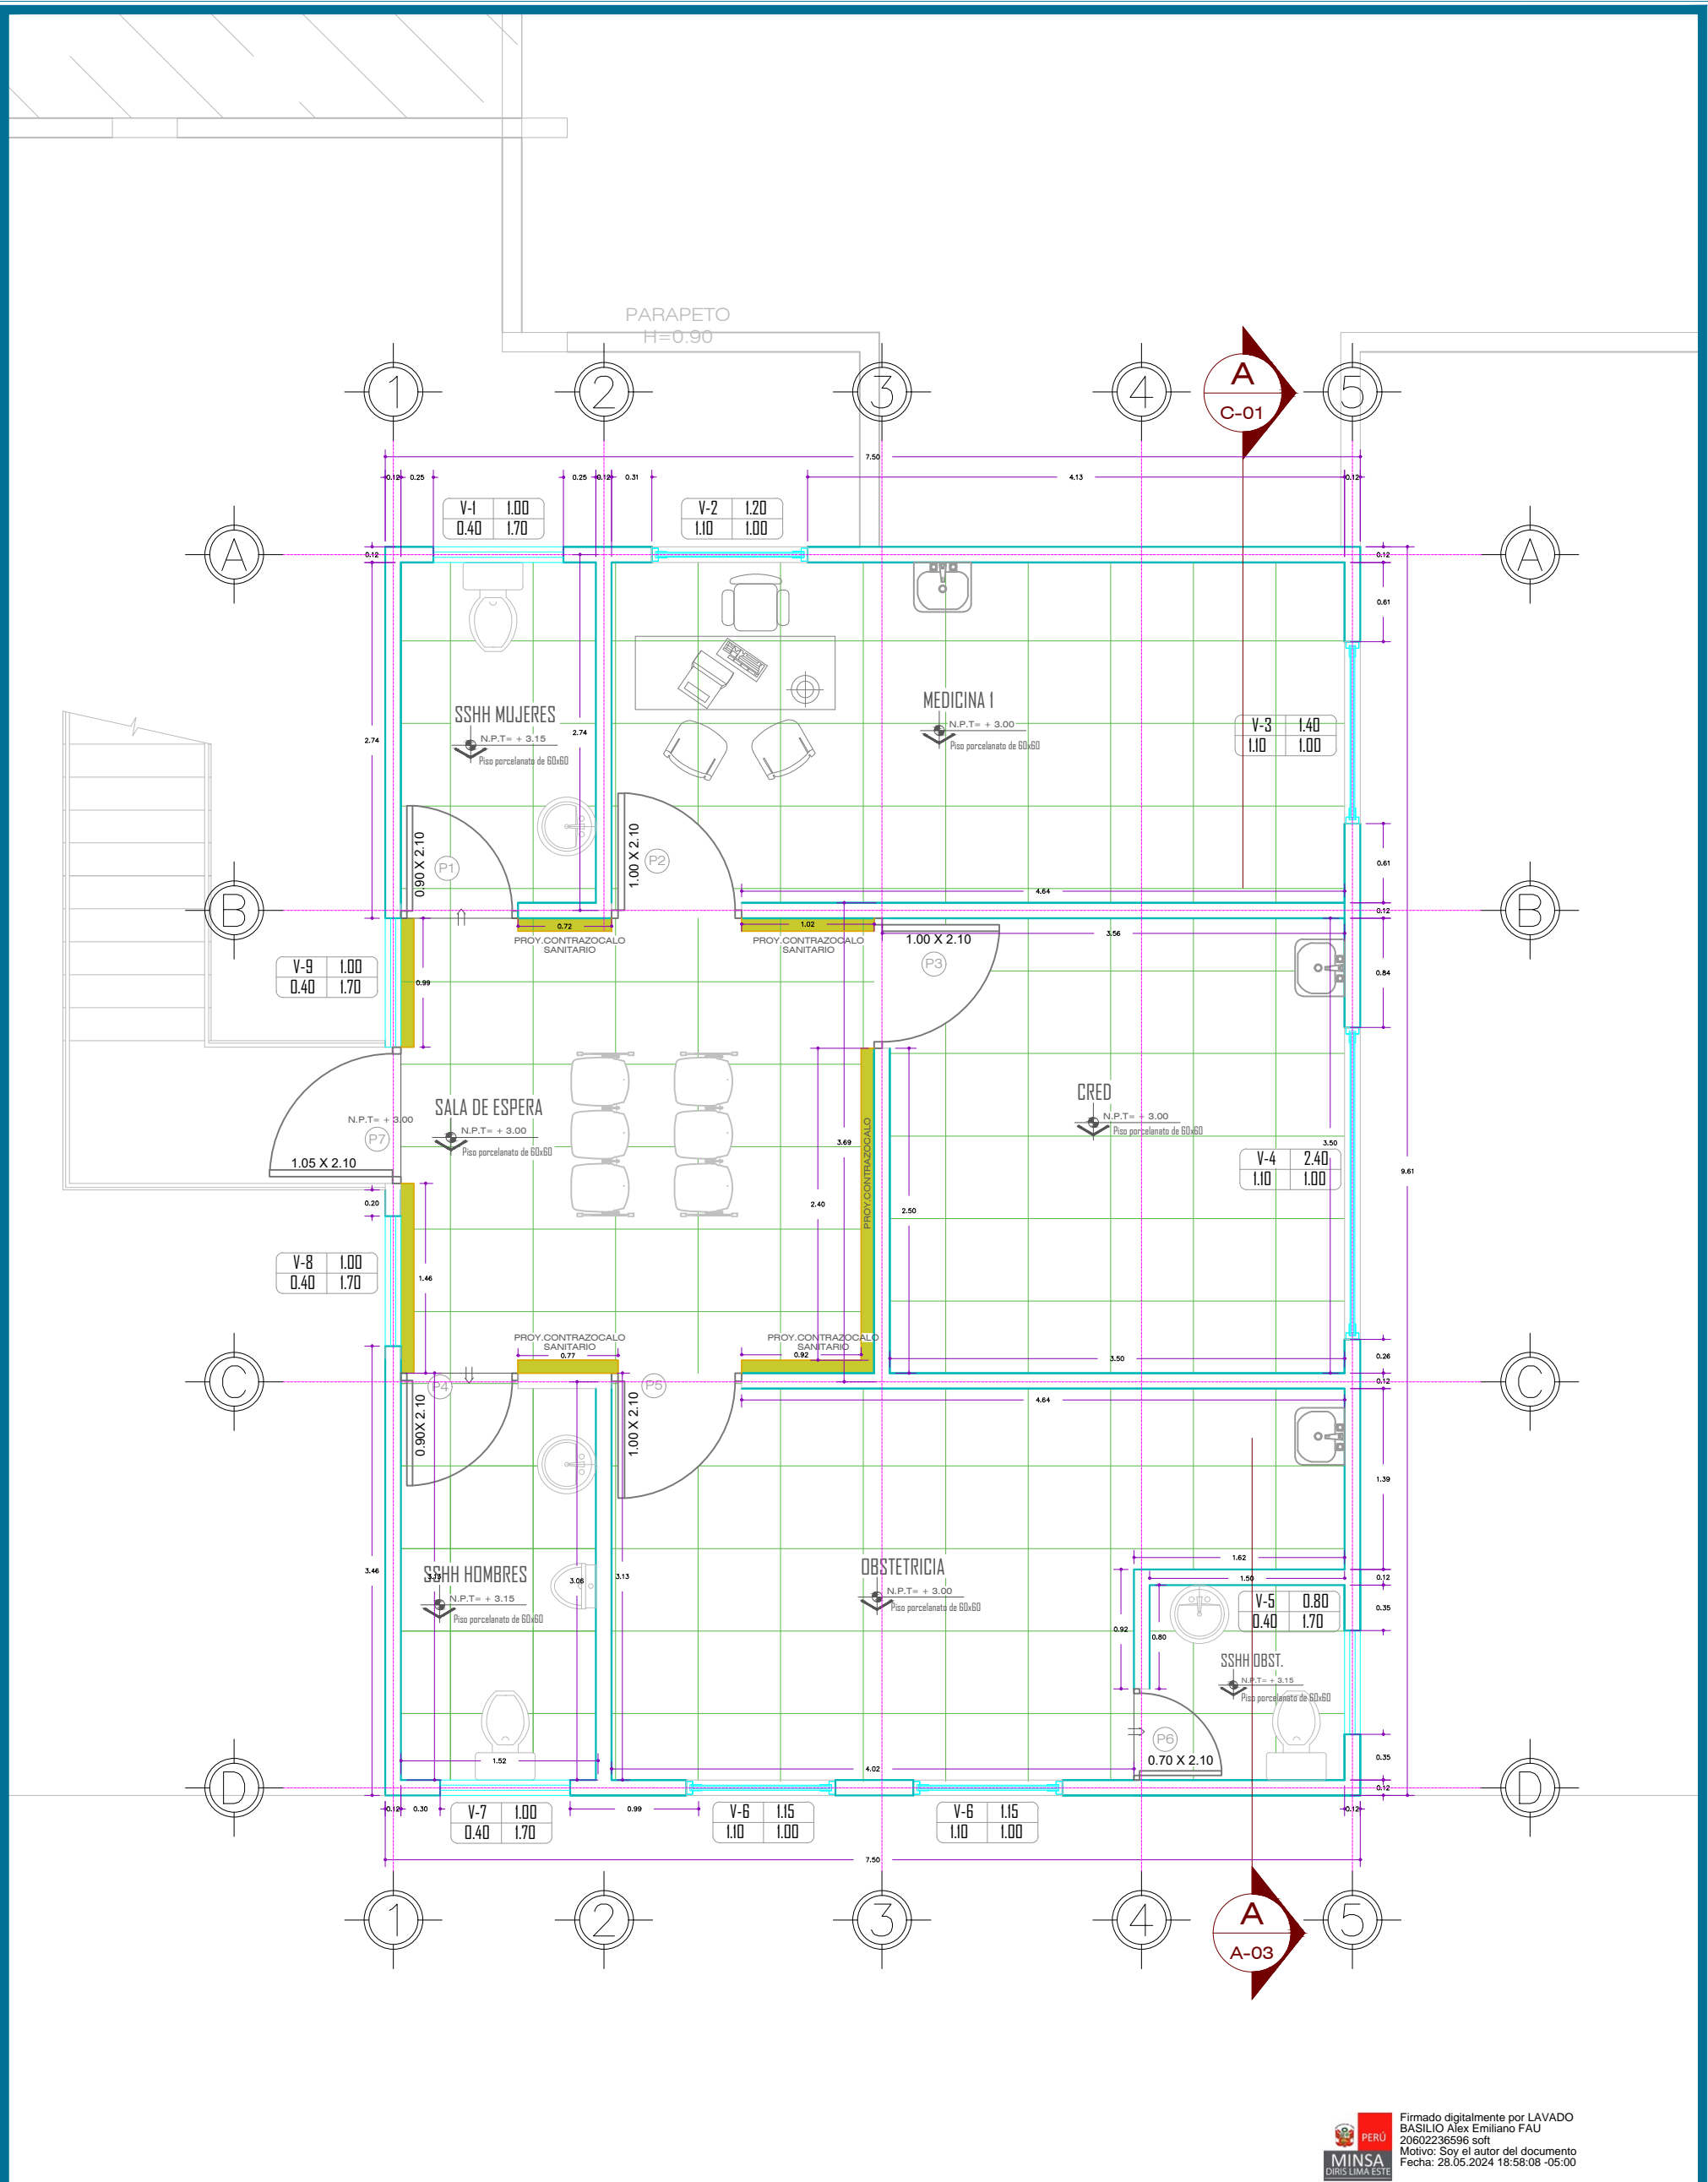 PARAPETO
H=0.90
1
2
3
4
A
C-01
5
7.50
0.12
0.25
0.25
0.12
0.31
4.13
0.12
V-1 1.00
0.40 1.70
V-2 1.20
1.10 1.00
A
A
0.12
0.12
0.61
SSHH MUJERES
N.P.T= + 3.15
Piso porcelanato de 60x60
2.74
2.74
MEDICINA 1
N.P.T= + 3.00
Piso porcelanato de 60x60
V-3 1.40
1.10 1.00
0.90 X 2.10
P1
1.00 X 2.10
P2
0.61
4.64
B
B
0.12
0.72
1.02
PROY.CONTRAZOCALO
SANITARIO
PROY.CONTRAZOCALO
SANITARIO
1.00 X 2.10
P3
3.56
V-9 1.00
0.40 1.70
0.99
0.84
SALA DE ESPERA
N.P.T= + 3.00
Piso porcelanato de 60x60
N.P.T= + 3.00
P7
1.05 X 2.10
CRED
N.P.T= + 3.00
Piso porcelanato de 60x60
3.69
3.50
PROY.CONTRAZOCALO
V-4 2.40
1.10 1.00
9.61
0.20
2.40
2.50
V-8 1.00
0.40 1.70
1.46
PROY.CONTRAZOCALO
SANITARIO
0.77
PROY.CONTRAZOCALO
SANITARIO
0.92
3.50
0.26
C
C
0.12
P4
0.90X 2.10
P5
1.00 X 2.10
4.64
1.39
3.46
SSHH HOMBRES
N.P.T= + 3.15
Piso porcelanato de 60x60
3.06
3.13
OBSTETRICIA
N.P.T= + 3.00
Piso porcelanato de 60x60
1.62
1.50
0.12
V-5 0.80
0.40 1.70
0.35
0.92
0.80
SSHH OBST.
N.P.T= + 3.15
Piso porcelanato de 60x60
P6
0.70 X 2.10
1.52
4.02
0.35
D
D
0.12
0.12
0.30
0.99
0.12
V-7 1.00
0.40 1.70
V-6 1.15
1.10 1.00
V-6 1.15
1.10 1.00
7.50
1
2
3
4
A
A-03
5
PERÚ
MINSA
DIRIS LIMA ESTE
Firmado digitalmente por LAVADO
BASILIO Alex Emiliano FAU
20602236596 soft
Motivo: Soy el autor del documento
Fecha: 28.05.2024 18:58:08 -05:00